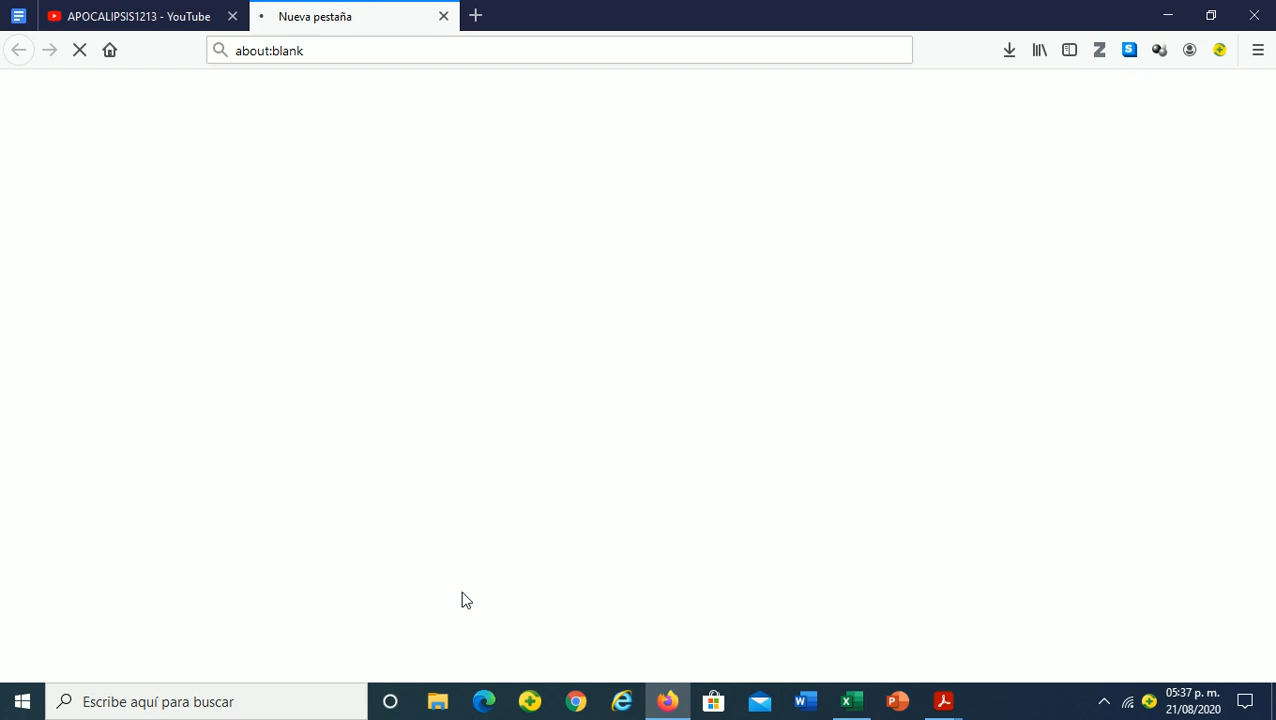 APOCALIPSIS1213 - YouTube
Nueva pestaña
about:blank
Escribe aquí para buscar
05:37 p. m.
21/08/2020